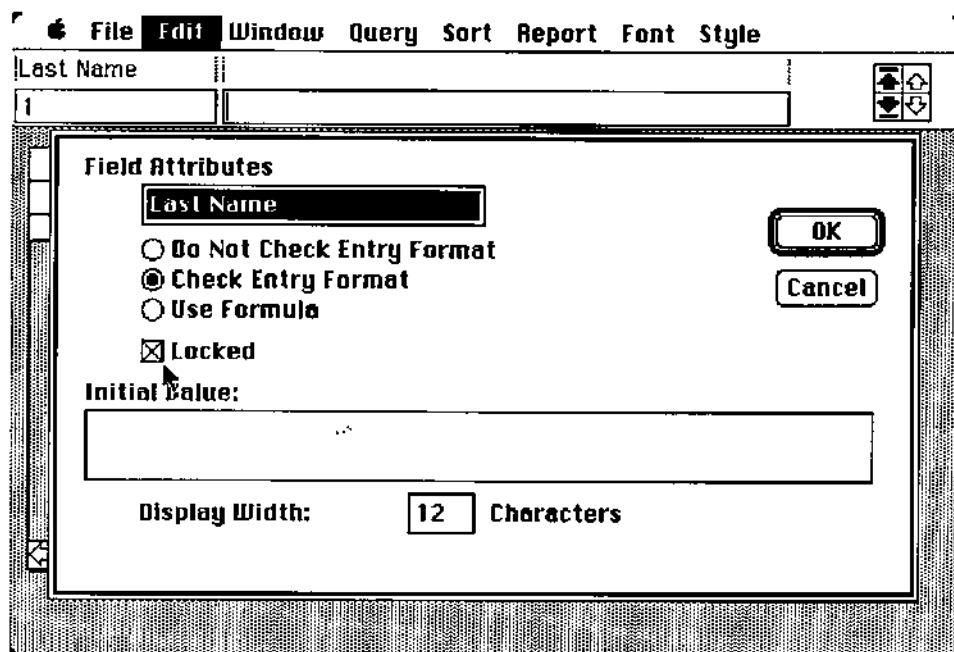 File Edit Window Query Sort Report Font Style
Last Name
1
Field Attributes
Last Name
Do Not Check Entry Format
Check Entry Format
Use Formula
Locked
OK
Cancel
Initial Value:
Display Width: 12 Characters